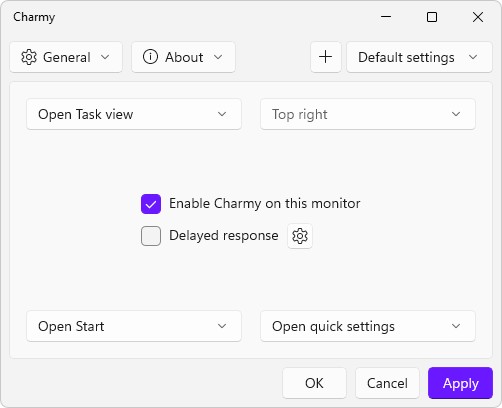 Charmy
General About Default settings
Open Task view Top right
Enable Charmy on this monitor
Delayed response
Open Start Open quick settings
OK Cancel Apply